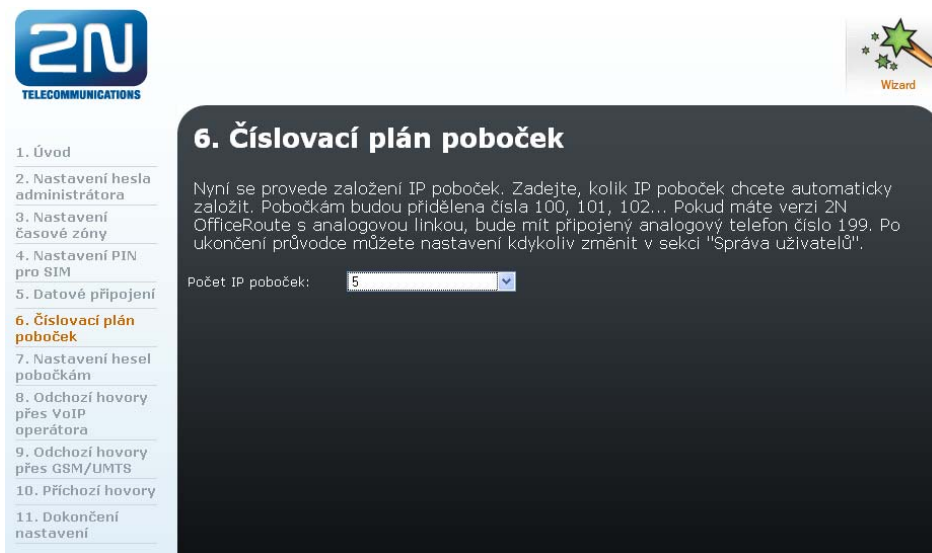 2N
TELECOMMUNICATIONS
Wizard
1. Úvod
2. Nastavení hesla
administrátora
3. Nastavení
časové zóny
4. Nastavení PIN
pro SIM
5. Datové připojení
6. Číslovací plán
poboček
7. Nastavení hesel
pobočkám
8. Odchozí hovory
přes VoIP
operátora
9. Odchozí hovory
přes GSM/UMTS
10. Příchozí hovory
11. Dokončení
nastavení
6. Číslovací plán poboček
Nyní se provede založení IP poboček. Zadejte, kolik IP poboček chcete automaticky
založit. Pobočkám budou přidělena čísla 100, 101, 102... Pokud máte verzi 2N
OfficeRoute s analogovou linkou, bude mít připojený analogový telefon číslo 199. Po
ukončení průvodce můžete nastavení kdykoliv změnit v sekci "Správa uživatelů".
Počet IP poboček: 5